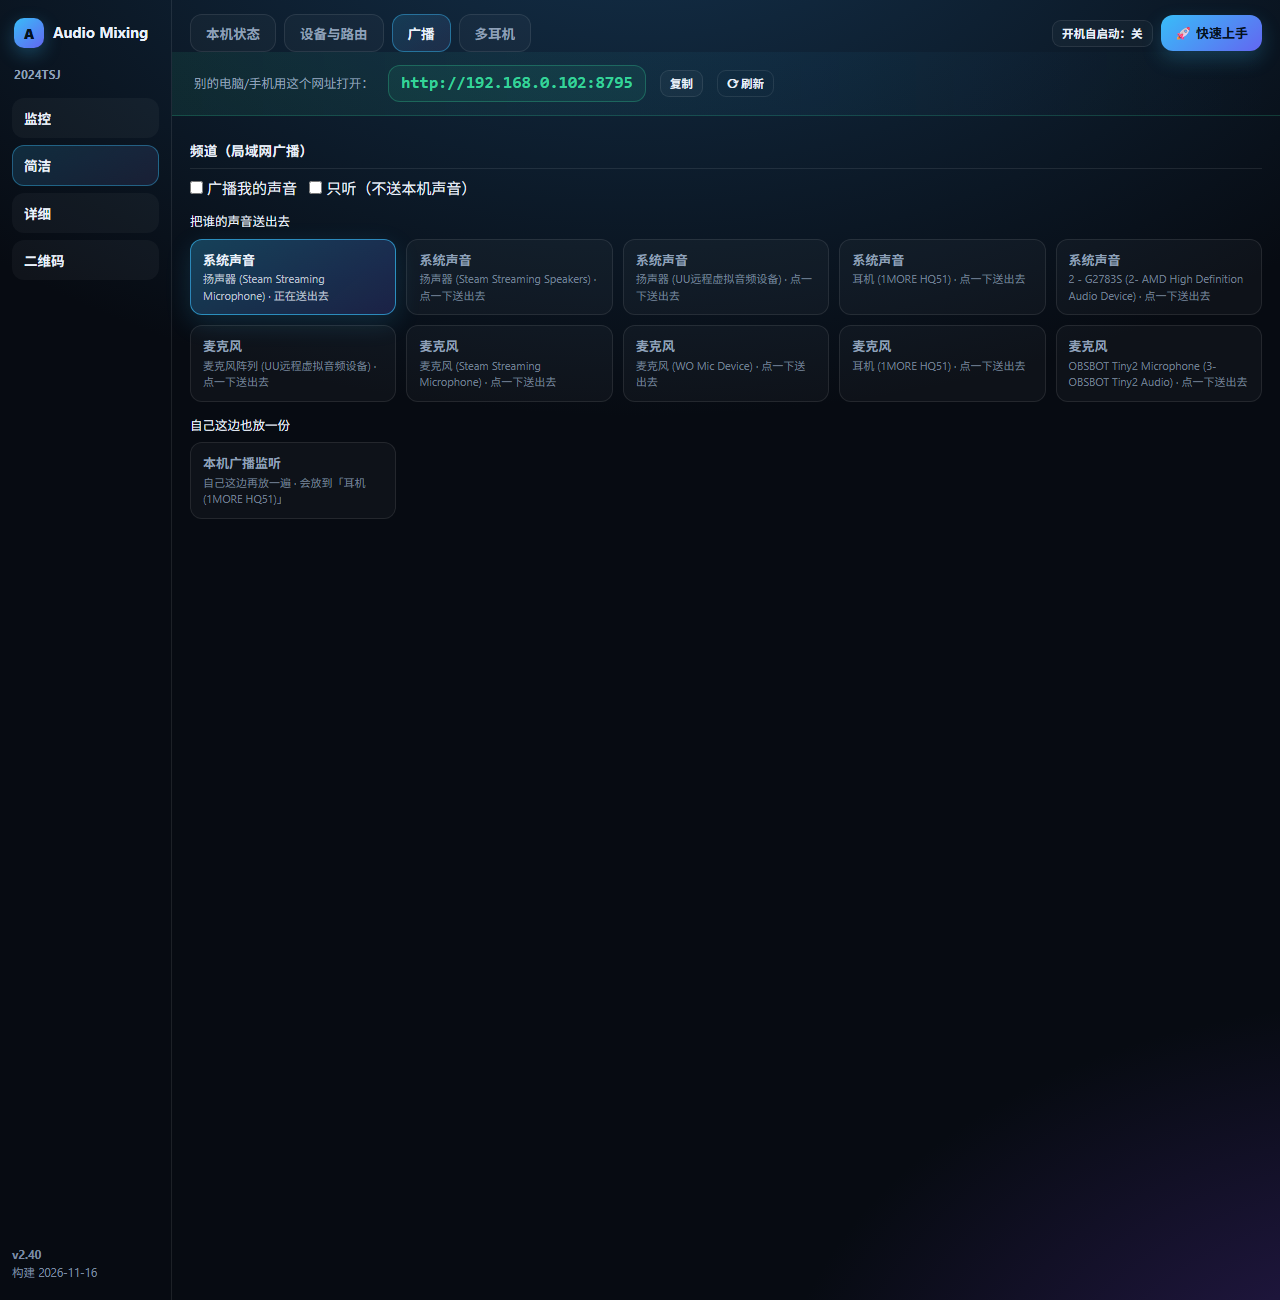 A Audio Mixing
2024TSJ
监控
简洁
详细
二维码
v2.40
构建 2026-11-16
本机状态 设备与路由 广播 多耳机
开机自启动：关 🚀 快速上手
别的电脑/手机用这个网址打开： http://192.168.0.102:8795 复制 ⟳ 刷新
频道（局域网广播）
广播我的声音 只听（不送本机声音）
把谁的声音送出去
系统声音
扬声器 (Steam Streaming
Microphone) · 正在送出去
系统声音
扬声器 (Steam Streaming Speakers) ·
点一下送出去
系统声音
扬声器 (UU远程虚拟音频设备) · 点一
下送出去
系统声音
耳机 (1MORE HQ51) · 点一下送出去
系统声音
2 - G2783S (2- AMD High Definition
Audio Device) · 点一下送出去
麦克风
麦克风阵列 (UU远程虚拟音频设备) ·
点一下送出去
麦克风
麦克风 (Steam Streaming
Microphone) · 点一下送出去
麦克风
麦克风 (WO Mic Device) · 点一下送
出去
麦克风
耳机 (1MORE HQ51) · 点一下送出去
麦克风
OBSBOT Tiny2 Microphone (3-
OBSBOT Tiny2 Audio) · 点一下送出去
自己这边也放一份
本机广播监听
自己这边再放一遍 · 会放到「耳机
(1MORE HQ51)」